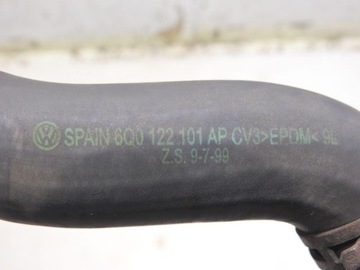 SPAIN 6Q0 122 101 AP CV3>EPDM< 9L
Z.S. 9-7-99